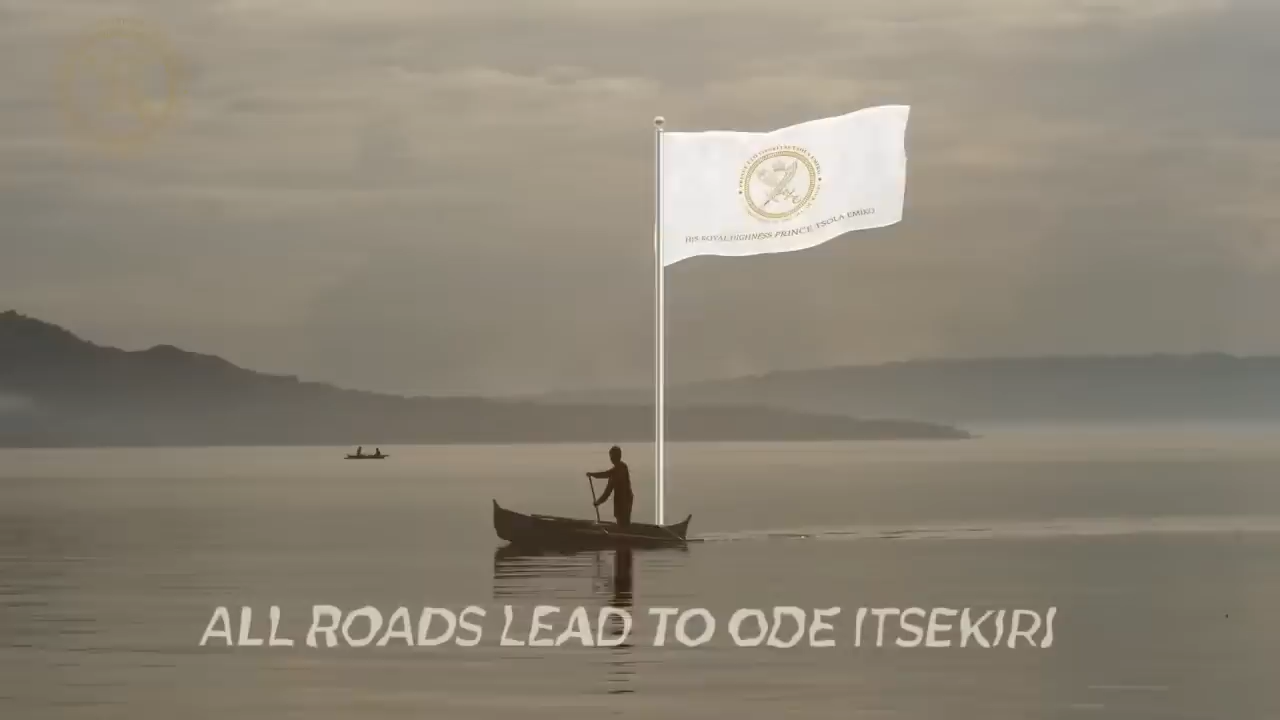 HIS ROYAL HIGHNESS PRINCE TSOLA EMIKO
ALL ROADS LEAD TO ODE ITSEKIRI